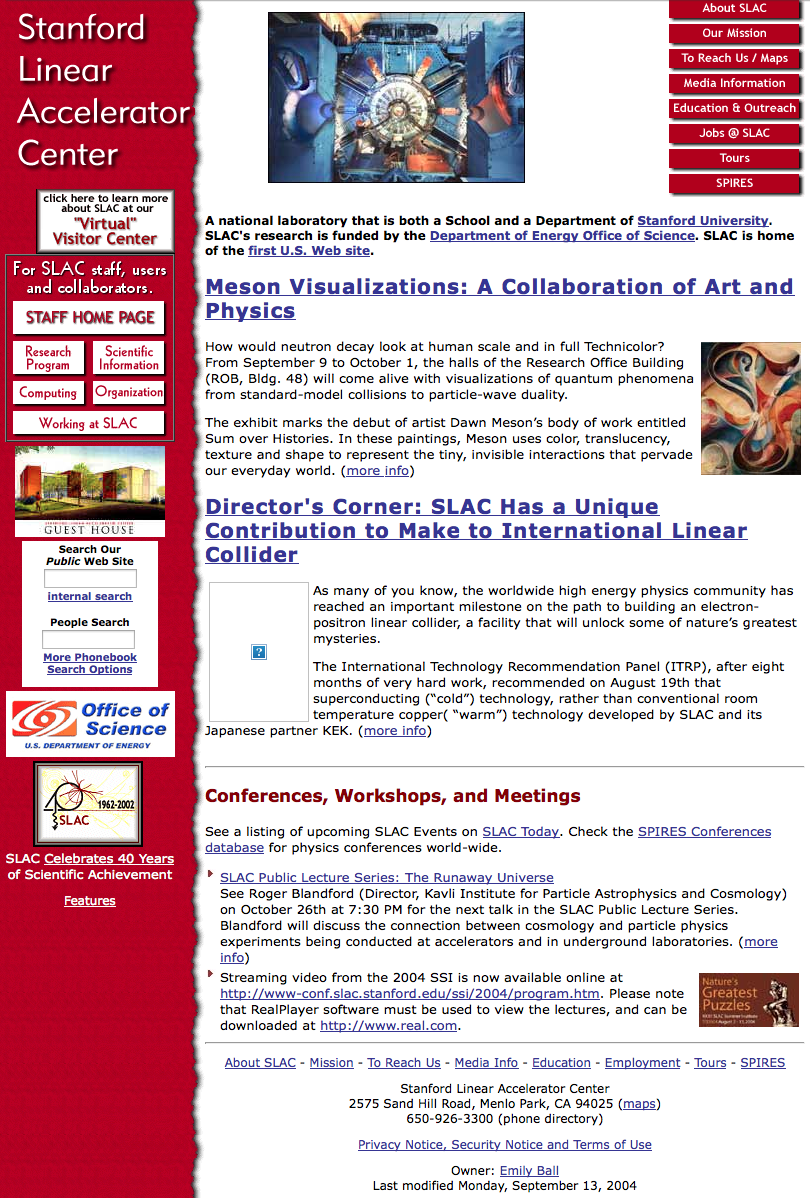 Stanford
Linear
Accelerator
Center
About SLAC
Our Mission
To Reach Us / Maps
Media Information
Education & Outreach
Jobs @ SLAC
Tours
SPIRES
click here to learn more
about SLAC at our
"Virtual"
Visitor Center
For SLAC staff, users
and collaborators.
STAFF HOME PAGE
Research
Program
Scientific
Information
Computing
Organization
Working at SLAC
GUEST HOUSE
Search Our
Public Web Site
internal search
People Search
More Phonebook
Search Options
Office of
Science
U.S. DEPARTMENT OF ENERGY
40
1962-2002
SLAC
SLAC Celebrates 40 Years
of Scientific Achievement
Features
A national laboratory that is both a School and a Department of Stanford University.
SLAC's research is funded by the Department of Energy Office of Science. SLAC is home
of the first U.S. Web site.
Meson Visualizations: A Collaboration of Art and
Physics
How would neutron decay look at human scale and in full Technicolor?
From September 9 to October 1, the halls of the Research Office Building
(ROB, Bldg. 48) will come alive with visualizations of quantum phenomena
from standard-model collisions to particle-wave duality.
The exhibit marks the debut of artist Dawn Meson’s body of work entitled
Sum over Histories. In these paintings, Meson uses color, translucency,
texture and shape to represent the tiny, invisible interactions that pervade
our everyday world. (more info)
Director's Corner: SLAC Has a Unique
Contribution to Make to International Linear
Collider
?
As many of you know, the worldwide high energy physics community has
reached an important milestone on the path to building an electron-
positron linear collider, a facility that will unlock some of nature’s greatest
mysteries.
The International Technology Recommendation Panel (ITRP), after eight
months of very hard work, recommended on August 19th that
superconducting (“cold”) technology, rather than conventional room
temperature copper( “warm”) technology developed by SLAC and its
Japanese partner KEK. (more info)
Conferences, Workshops, and Meetings
See a listing of upcoming SLAC Events on SLAC Today. Check the SPIRES Conferences
database for physics conferences world-wide.
SLAC Public Lecture Series: The Runaway Universe
See Roger Blandford (Director, Kavli Institute for Particle Astrophysics and Cosmology)
on October 26th at 7:30 PM for the next talk in the SLAC Public Lecture Series.
Blandford will discuss the connection between cosmology and particle physics
experiments being conducted at accelerators and in underground laboratories. (more
info)
Streaming video from the 2004 SSI is now available online at
http://www-conf.slac.stanford.edu/ssi/2004/program.htm. Please note
that RealPlayer software must be used to view the lectures, and can be
downloaded at http://www.real.com.
Nature's
Greatest
Puzzles
About SLAC - Mission - To Reach Us - Media Info - Education - Employment - Tours - SPIRES
Stanford Linear Accelerator Center
2575 Sand Hill Road, Menlo Park, CA 94025 (maps)
650-926-3300 (phone directory)
Privacy Notice, Security Notice and Terms of Use
Owner: Emily Ball
Last modified Monday, September 13, 2004